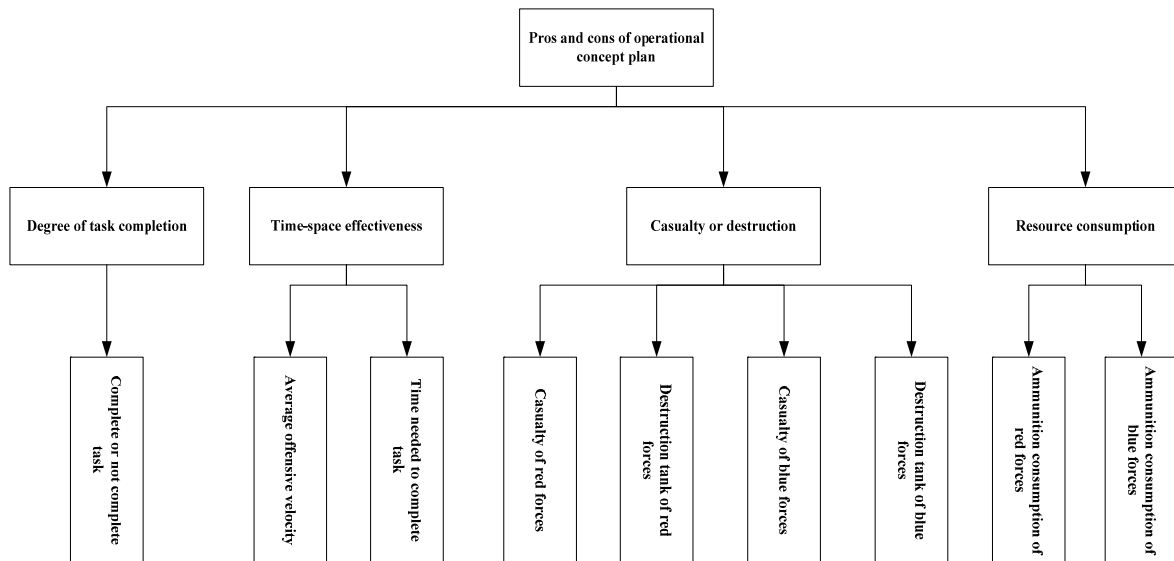 Pros and cons of operational
concept plan
Degree of task completion
Time-space effectiveness
Casualty or destruction
Resource consumption
Complete or not complete
task
Average offensive velocity
Time needed to complete
task
Casualty of red forces
Destruction tank of red
forces
Casualty of blue forces
Destruction tank of blue
forces
Ammunition consumption of
red forces
Ammunition consumption of
blue forces